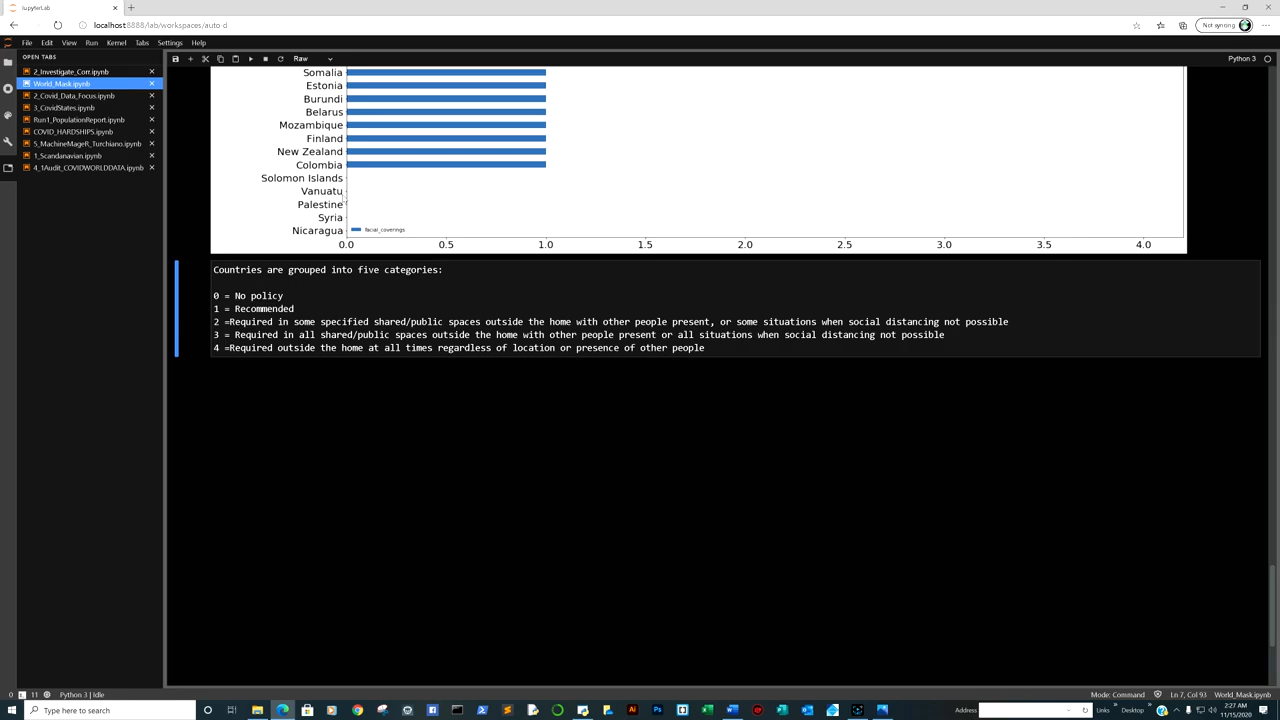 JupyterLab
localhost:8888/lab/workspaces/auto-d
Not syncing
File Edit View Run Kernel Tabs Settings Help
OPEN TABS
2_Investigate_Corr.ipynb
World_Mask.ipynb
2_Covid_Data_Focus.ipynb
3_CovidStates.ipynb
Run1_PopulationReport.ipynb
COVID_HARDSHIPS.ipynb
5_MachineMageR_Turchiano.ipynb
1_Scandanavian.ipynb
4_1Audit_COVIDWORLDDATA.ipynb
Raw
Python 3
Somalia
Estonia
Burundi
Belarus
Mozambique
Finland
New Zealand
Colombia
Solomon Islands
Vanuatu
Palestine
Syria
Nicaragua
facial_coverings
0.0 0.5 1.0 1.5 2.0 2.5 3.0 3.5 4.0
Countries are grouped into five categories:
0 = No policy
1 = Recommended
2 =Required in some specified shared/public spaces outside the home with other people present, or some situations when social distancing not possible
3 = Required in all shared/public spaces outside the home with other people present or all situations when social distancing not possible
4 =Required outside the home at all times regardless of location or presence of other people
0 11 Python 3 | Idle
Mode: Command Ln 7, Col 93 World_Mask.ipynb
Type here to search
Address Links Desktop
2:27 AM
11/15/2020